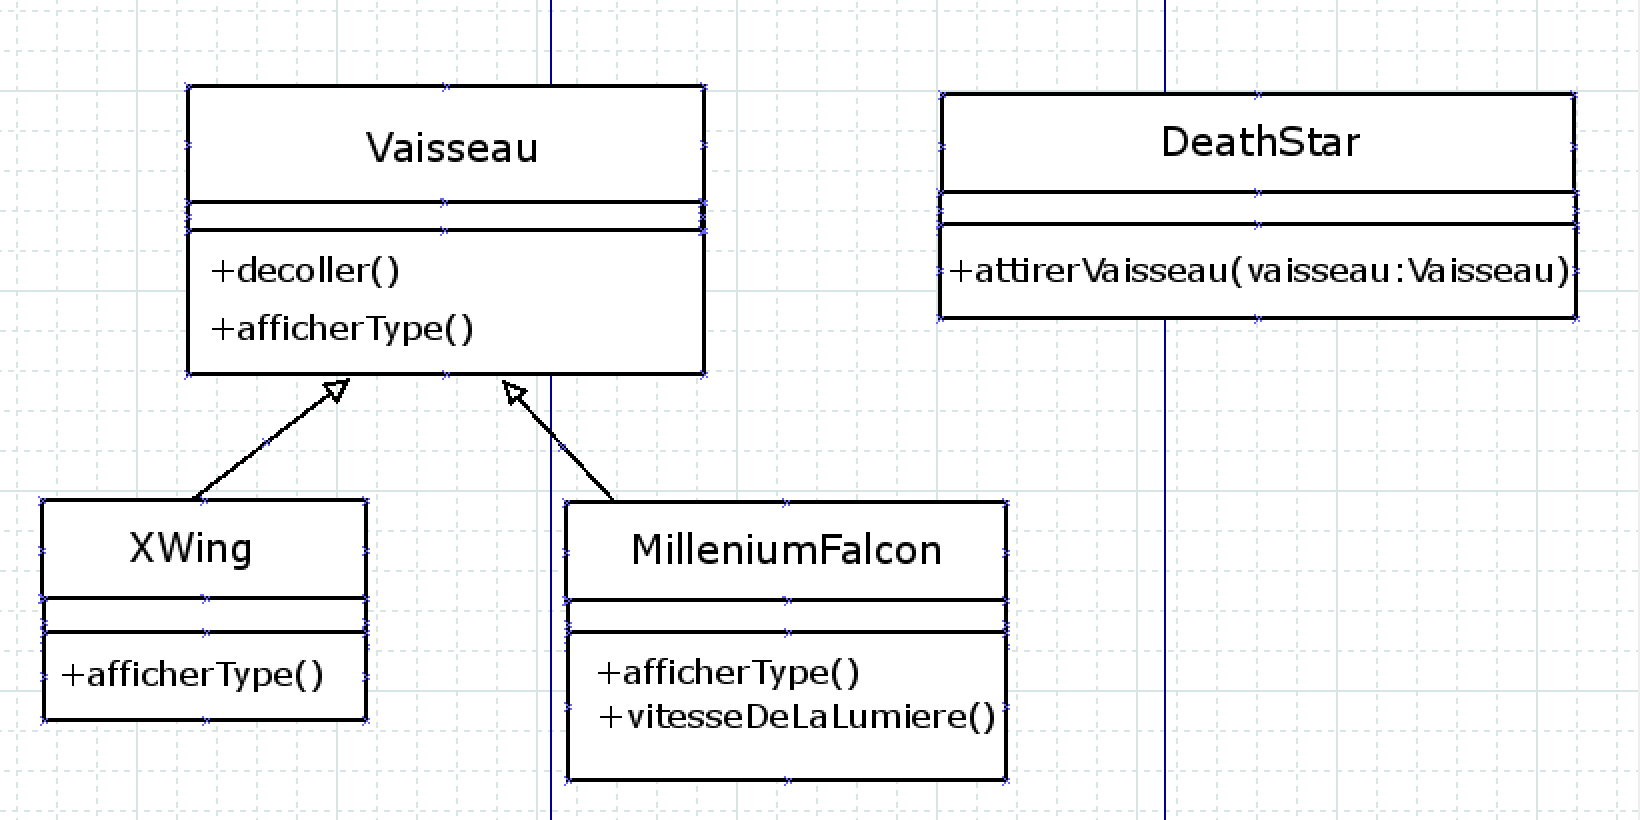 Vaisseau
+decoller()
+afficherType()
DeathStar
+attirerVaisseau(vaisseau:Vaisseau)
XWing
+afficherType()
MilleniumFalcon
+afficherType()
+vitesseDeLaLumiere()